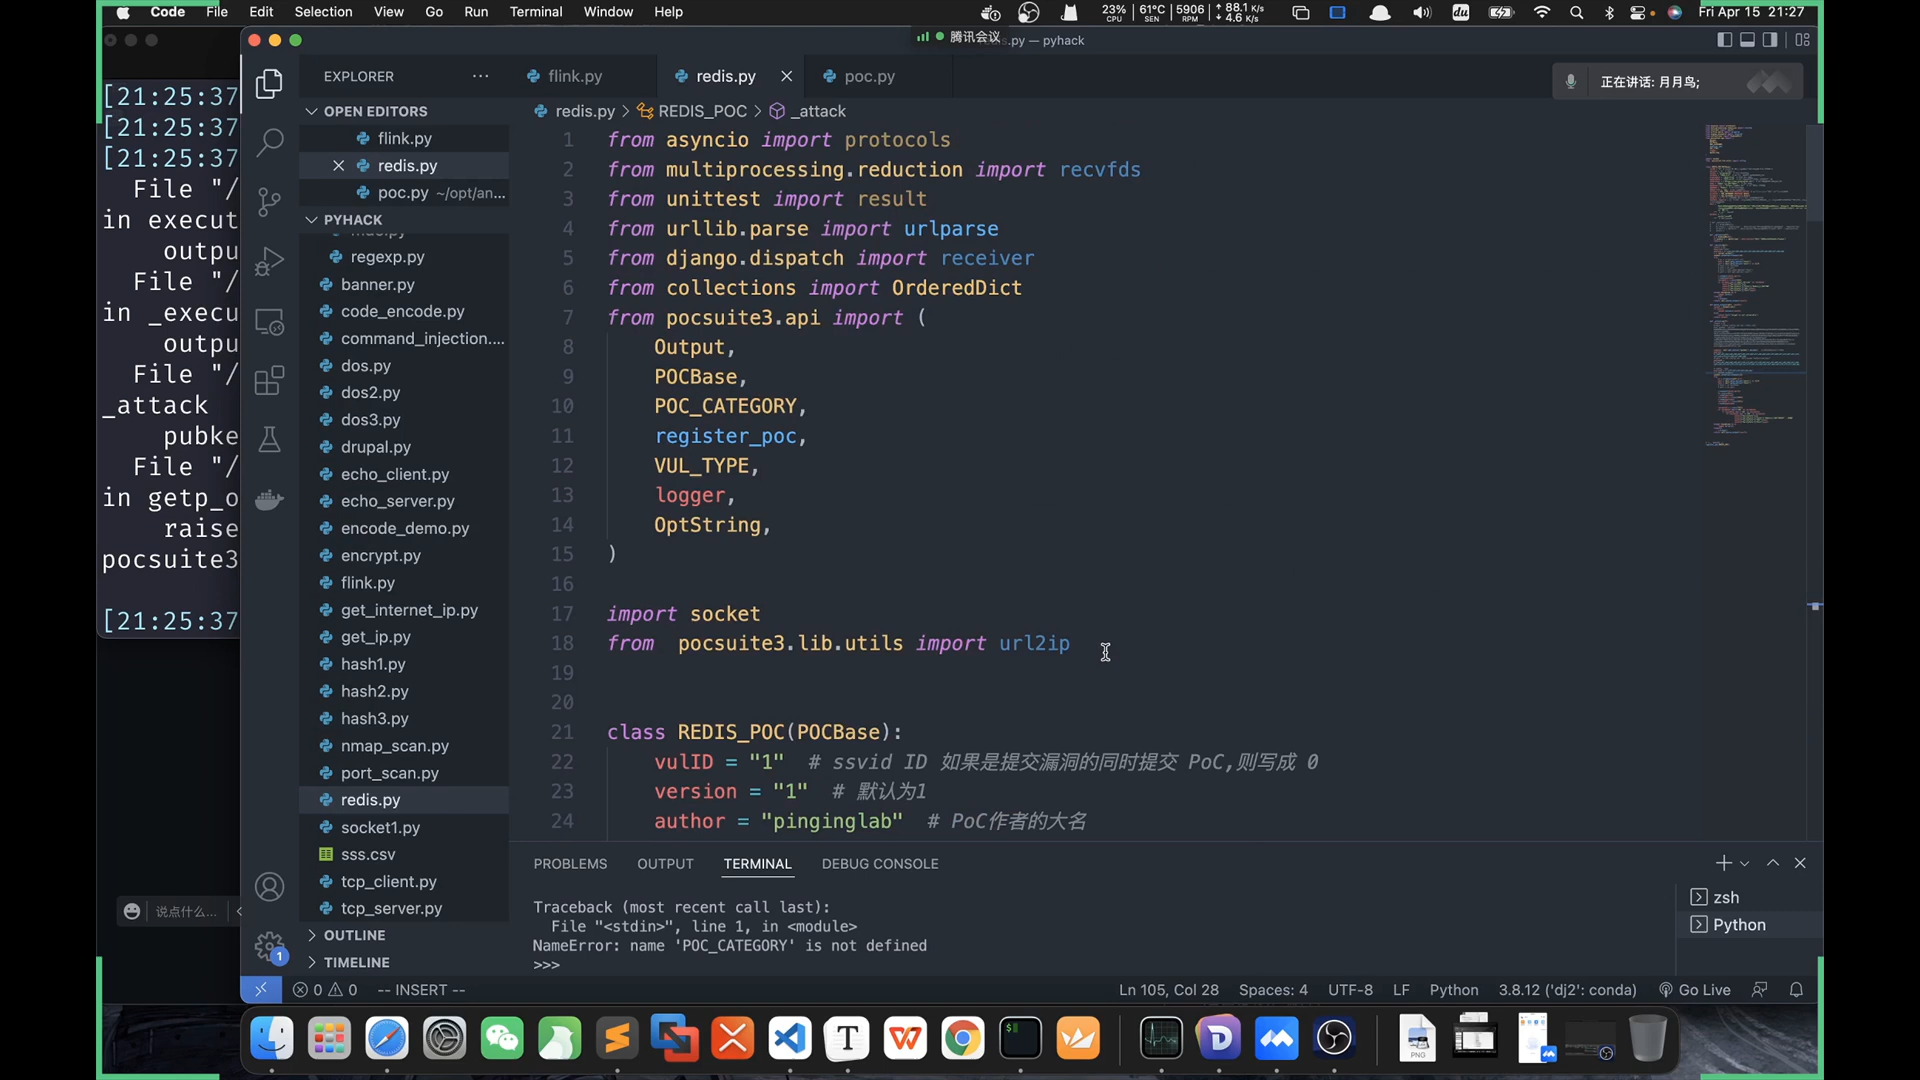 Code File Edit Selection View Go Run Terminal Window Help
23% CPU 61°C SEN 5906 RPM 88.1 K/s 4.6 K/s du Fri Apr 15 21:27
腾讯会议
.py — pyhack
正在讲话: 月月鸟;
[21:25:37
[21:25:37
[21:25:37
File "/
in execut
outpu
File "/
in _execu
outpu
File "/
_attack
pubke
File "/
in getp_o
raise
pocsuite3
[21:25:37
说点什么...
EXPLORER ...
OPEN EDITORS
flink.py
redis.py
poc.py ~/opt/an...
PYHACK
regexp.py
banner.py
code_encode.py
command_injection....
dos.py
dos2.py
dos3.py
drupal.py
echo_client.py
echo_server.py
encode_demo.py
encrypt.py
flink.py
get_internet_ip.py
get_ip.py
hash1.py
hash2.py
hash3.py
nmap_scan.py
port_scan.py
redis.py
socket1.py
sss.csv
tcp_client.py
tcp_server.py
OUTLINE
TIMELINE
flink.py redis.py poc.py
redis.py > REDIS_POC > _attack
1 from asyncio import protocols
2 from multiprocessing.reduction import recvfds
3 from unittest import result
4 from urllib.parse import urlparse
5 from django.dispatch import receiver
6 from collections import OrderedDict
7 from pocsuite3.api import (
8 Output,
9 POCBase,
10 POC_CATEGORY,
11 register_poc,
12 VUL_TYPE,
13 logger,
14 OptString,
15 )
16
17 import socket
18 from  pocsuite3.lib.utils import url2ip
19
20
21 class REDIS_POC(POCBase):
22 vulID = "1"  # ssvid ID 如果是提交漏洞的同时提交 PoC,则写成 0
23 version = "1"  # 默认为1
24 author = "pinginglab"  # PoC作者的大名
PROBLEMS OUTPUT TERMINAL DEBUG CONSOLE
Traceback (most recent call last):
File "<stdin>", line 1, in <module>
NameError: name 'POC_CATEGORY' is not defined
>>>
zsh
Python
1
0 0 -- INSERT -- Ln 105, Col 28 Spaces: 4 UTF-8 LF Python 3.8.12 ('dj2': conda) Go Live
PNG